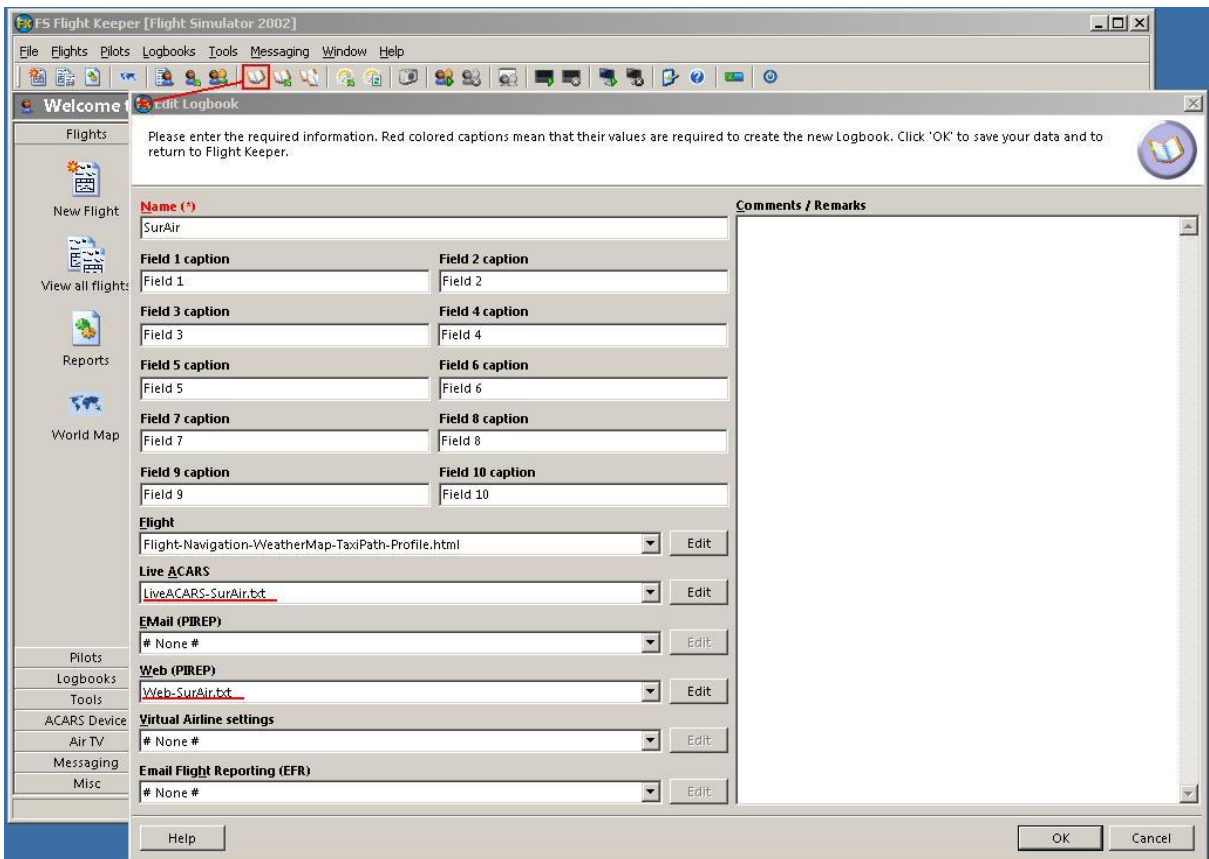 FS Flight Keeper [Flight Simulator 2002]
File Flights Pilots Logbooks Tools Messaging Window Help
Welcome t
Edit Logbook
Flights
New Flight
View all flights
Reports
World Map
Pilots
Logbooks
Tools
ACARS Device
Air TV
Messaging
Misc
Please enter the required information. Red colored captions mean that their values are required to create the new Logbook. Click 'OK' to save your data and to
return to Flight Keeper.
Name (*)
SurAir
Field 1 caption Field 2 caption
Field 1 Field 2
Field 3 caption Field 4 caption
Field 3 Field 4
Field 5 caption Field 6 caption
Field 5 Field 6
Field 7 caption Field 8 caption
Field 7 Field 8
Field 9 caption Field 10 caption
Field 9 Field 10
Flight
Flight-Navigation-WeatherMap-TaxiPath-Profile.html Edit
Live ACARS
LiveACARS-SurAir.txt Edit
EMail (PIREP)
# None # Edit
Web (PIREP)
Web-SurAir.txt Edit
Virtual Airline settings
# None # Edit
Email Flight Reporting (EFR)
# None # Edit
Comments / Remarks
Help OK Cancel